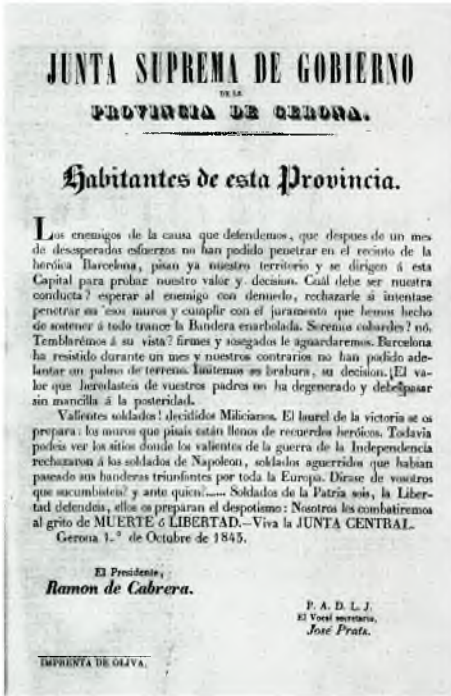 JUNTA SUPREMA DE GOBIERNO
DE LA
PROVINCIA DE GERONA.
Habitantes de esta Provincia.
Los enemigos de la causa que defendemos, que despues de un mes
de desesperados esfuerzos no han podido penetrar en el recinto de la
heróica Barcelona, pisan ya nuestro territorio y se dirigen á esta
Capital para probar nuestro valor y decision. Cuál debe ser nuestra
conducta? esperar al enemigo con denuedo, rechazarle si intentase
penetrar en esos muros y cumplir con el juramento que hemos hecho
de sostener á todo trance la Bandera enarbolada. Seremos cobardes? nó.
Temblarémos á su vista? firmes y sosegados le aguardaremos. Barcelona
ha resistido durante un mes y nuestros contrarios no han podido ade-
lantar un palmo de terreno. Imitemos su brabura, su decision. ¡El va-
lor que heredasteis de vuestros padres no ha degenerado y debe pasar
sin mancilla á la posteridad.
Valientes soldados! decididos Milicianos. El laurel de la victoria se os
prepara: los muros que pisais están llenos de recuerdos heróicos. Todavia
podeis ver los sitios donde los valientes de la guerra de la Independencia
rechazaron á los soldados de Napoleon, soldados aguerridos que habian
paseado sus banderas triunfantes por toda la Europa. Dirase de vosotros
que sucumbisteis? y ante quien?...... Soldados de la Patria sois, la Liber-
tad defendeis, ellos os preparan el despotismo: Nosotros les combatiremos
al grito de MUERTE ó LIBERTAD.—Viva la JUNTA CENTRAL.
Gerona 1.º de Octubre de 1843.
El Presidente,
Ramon de Cabrera.
P. A. D. L. J.
El Vocal secretario,
José Prats.
IMPRENTA DE OLIVA.